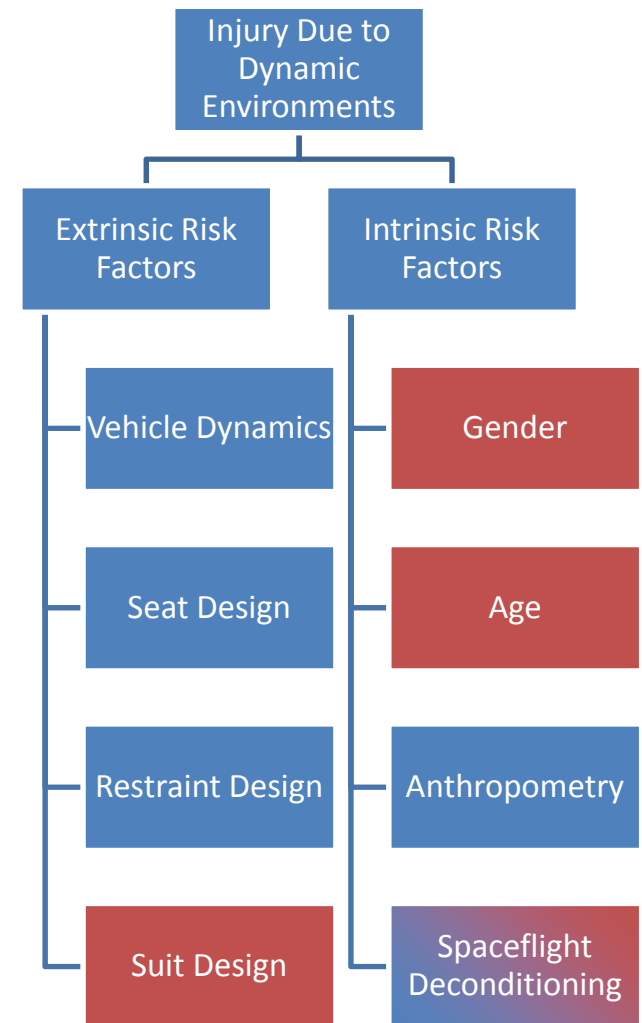 Injury Due to
Dynamic
Environments
Extrinsic Risk
Factors
Intrinsic Risk
Factors
Vehicle Dynamics
Gender
Seat Design
Age
Restraint Design
Anthropometry
Suit Design
Spaceflight
Deconditioning